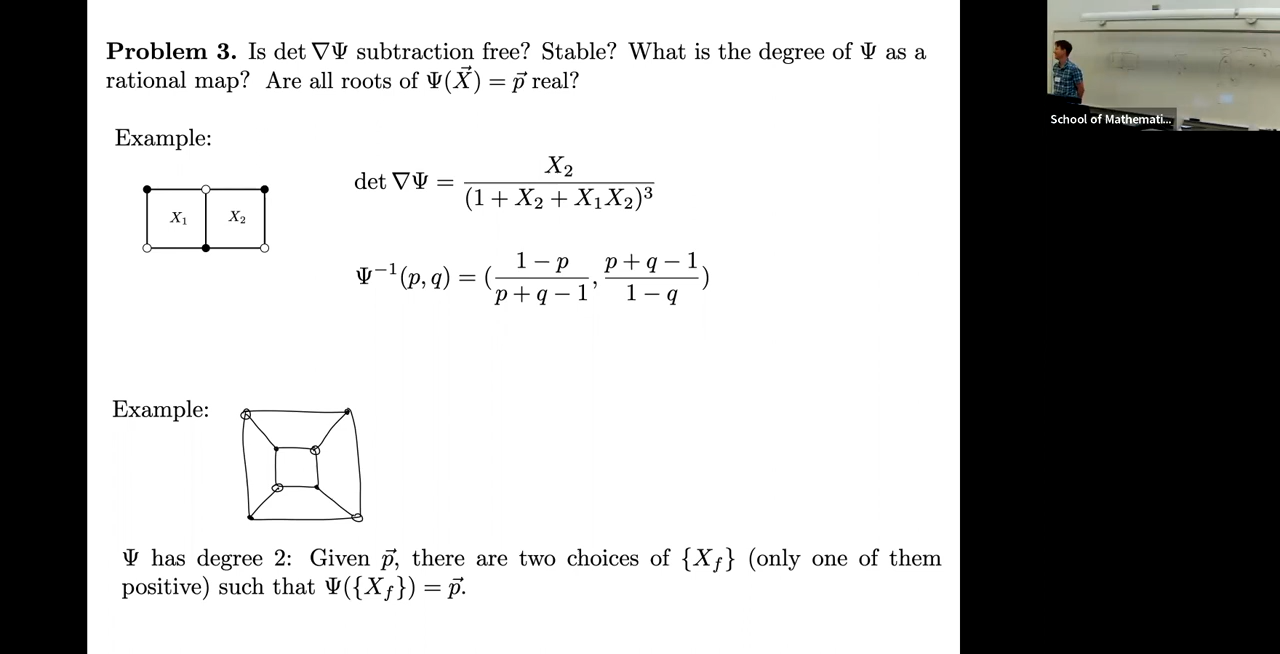 Problem 3. Is det ∇Ψ subtraction free? Stable? What is the degree of Ψ as a
rational map? Are all roots of Ψ(X⃗) = p⃗ real?
Example:
X₁ X₂
det ∇Ψ = X₂ / (1 + X₂ + X₁X₂)³
Ψ⁻¹(p, q) = ( (1 − p) / (p + q − 1) , (p + q − 1) / (1 − q) )
Example:
Ψ has degree 2: Given p⃗, there are two choices of {X_f} (only one of them
positive) such that Ψ({X_f}) = p⃗.
School of Mathemati...